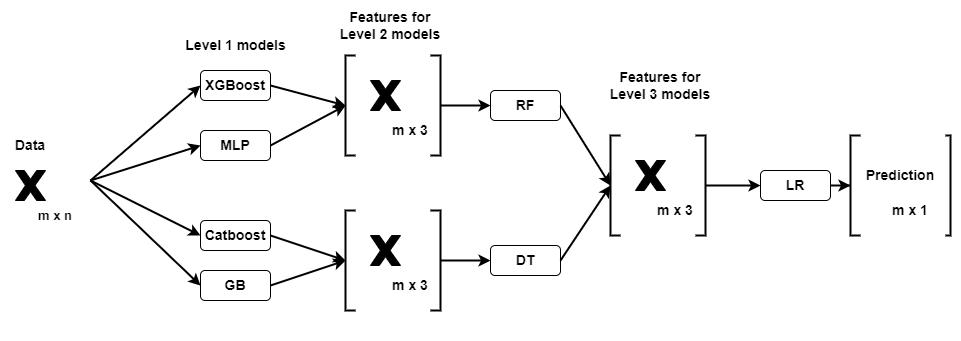 Features for
Level 2 models
Level 1 models
XGBoost
X
m x 3
RF
Features for
Level 3 models
MLP
Data
X
m x n
X
m x 3
LR
Prediction
m x 1
Catboost
X
m x 3
DT
GB